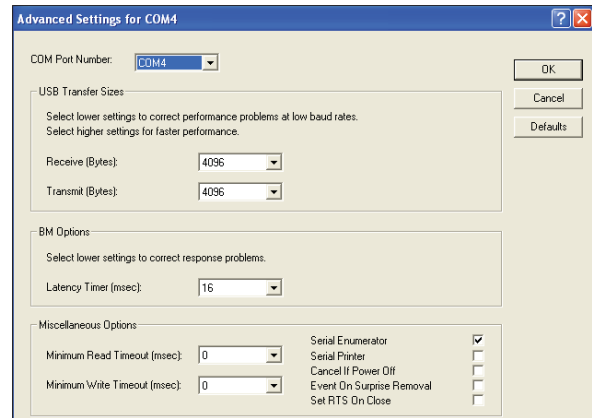 Advanced Settings for COM4
COM Port Number: COM4
OK
Cancel
Defaults
USB Transfer Sizes
Select lower settings to correct performance problems at low baud rates.
Select higher settings for faster performance.
Receive (Bytes): 4096
Transmit (Bytes): 4096
BM Options
Select lower settings to correct response problems.
Latency Timer (msec): 16
Miscellaneous Options
Minimum Read Timeout (msec): 0
Minimum Write Timeout (msec): 0
Serial Enumerator
Serial Printer
Cancel If Power Off
Event On Surprise Removal
Set RTS On Close